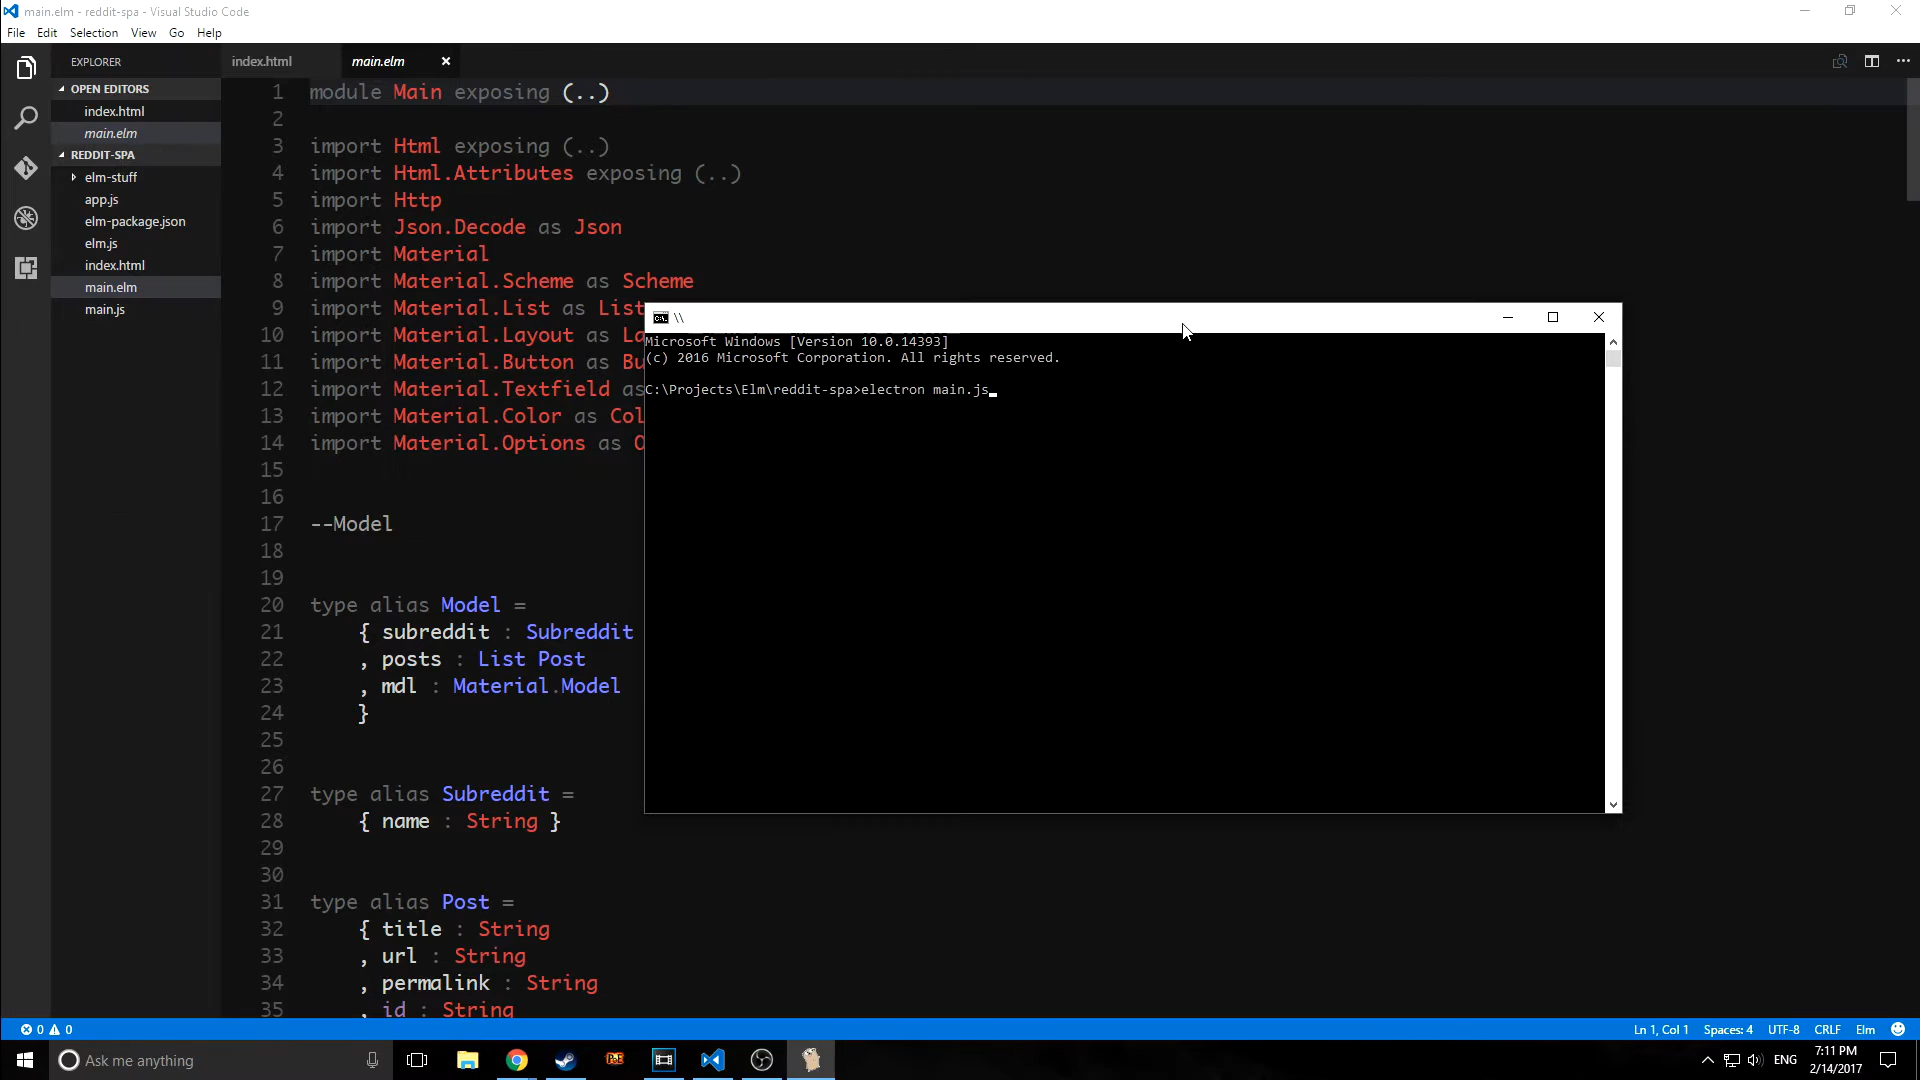 main.elm - reddit-spa - Visual Studio Code
File Edit Selection View Go Help
EXPLORER
OPEN EDITORS
index.html
main.elm
REDDIT-SPA
elm-stuff
app.js
elm-package.json
elm.js
index.html
main.elm
main.js
index.html main.elm
1 module Main exposing (..)
2
3 import Html exposing (..)
4 import Html.Attributes exposing (..)
5 import Http
6 import Json.Decode as Json
7 import Material
8 import Material.Scheme as Scheme
9 import Material.List as List
10 import Material.Layout as La
11 import Material.Button as Bu
12 import Material.Textfield as
13 import Material.Color as Col
14 import Material.Options as O
15
16
17 --Model
18
19
20 type alias Model =
21 { subreddit : Subreddit
22 , posts : List Post
23 , mdl : Material.Model
24 }
25
26
27 type alias Subreddit =
28 { name : String }
29
30
31 type alias Post =
32 { title : String
33 , url : String
34 , permalink : String
35 , id : String
\\
Microsoft Windows [Version 10.0.14393]
(c) 2016 Microsoft Corporation. All rights reserved.
C:\Projects\Elm\reddit-spa>electron main.js
0 0
Ln 1, Col 1 Spaces: 4 UTF-8 CRLF Elm
Ask me anything
ENG
7:11 PM
2/14/2017